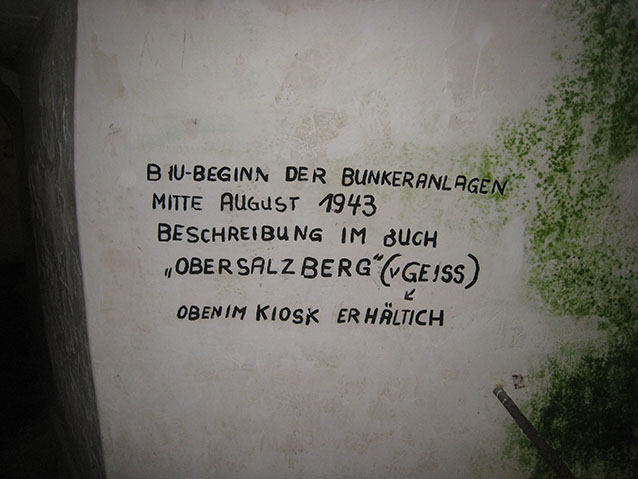 BAU-BEGINN DER BUNKERANLAGEN
MITTE AUGUST 1943
BESCHREIBUNG IM BUCH
„OBERSALZBERG“ (v GEISS)
OBEN IM KIOSK ERHÄLTICH